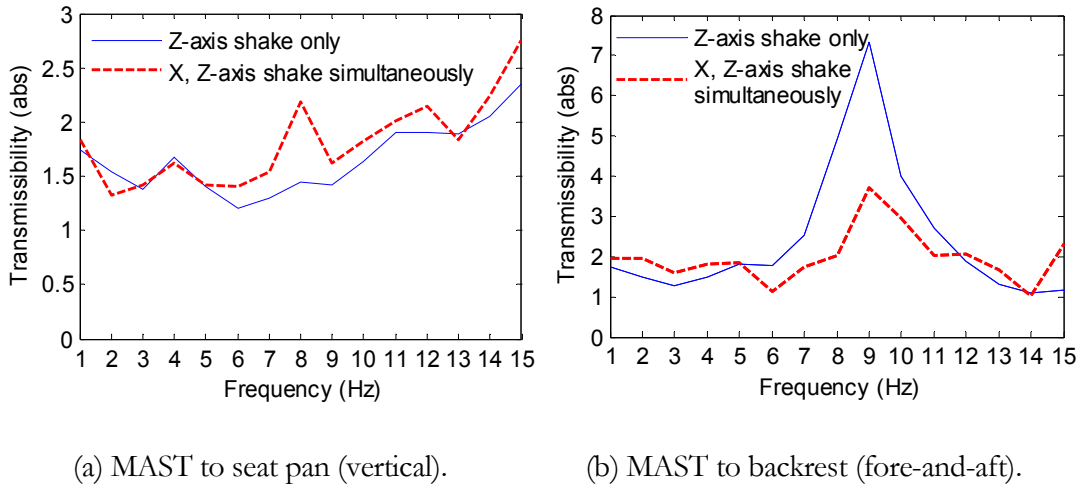 3
2.5
2
1.5
1
0.5
0
Transmissibility (abs)
Z-axis shake only
X, Z-axis shake simultaneously
1 2 3 4 5 6 7 8 9 10 11 12 13 14 15
Frequency (Hz)
(a) MAST to seat pan (vertical).
8
7
6
5
4
3
2
1
0
Transmissibility (abs)
Z-axis shake only
X, Z-axis shake
simultaneously
1 2 3 4 5 6 7 8 9 10 11 12 13 14 15
Frequency (Hz)
(b) MAST to backrest (fore-and-aft).